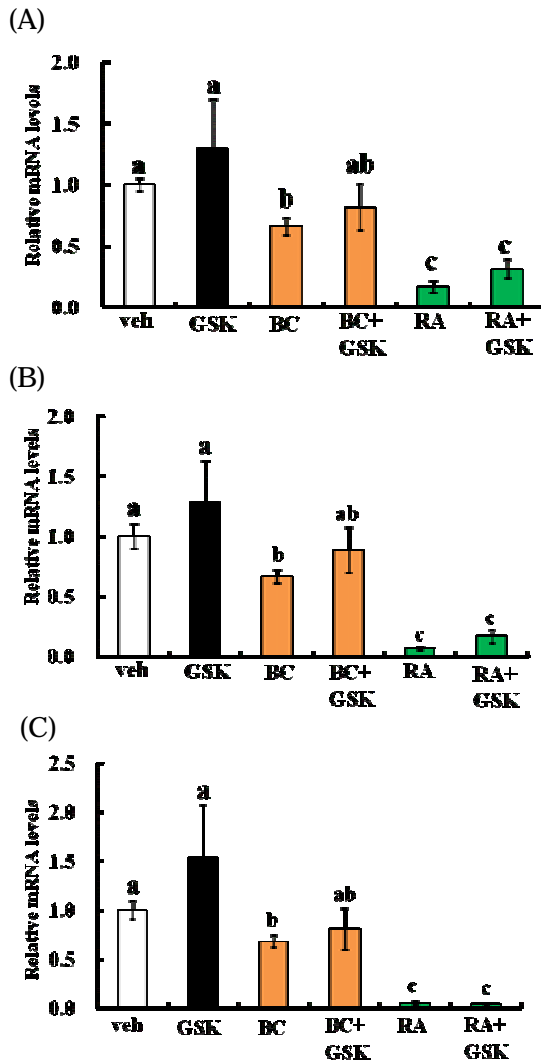 (A)
Relative mRNA levels
2.0
1.5
1.0
0.5
0.0
a
a
b
ab
c
c
veh GSK BC BC+ RA RA+
GSK GSK
(B)
Relative mRNA levels
2.0
1.5
1.0
0.5
0.0
a
a
b
ab
c
c
veh GSK BC BC+ RA RA+
GSK GSK
(C)
Relative mRNA levels
2.5
2.0
1.5
1.0
0.5
0.0
a
a
b
ab
c
c
veh GSK BC BC+ RA RA+
GSK GSK